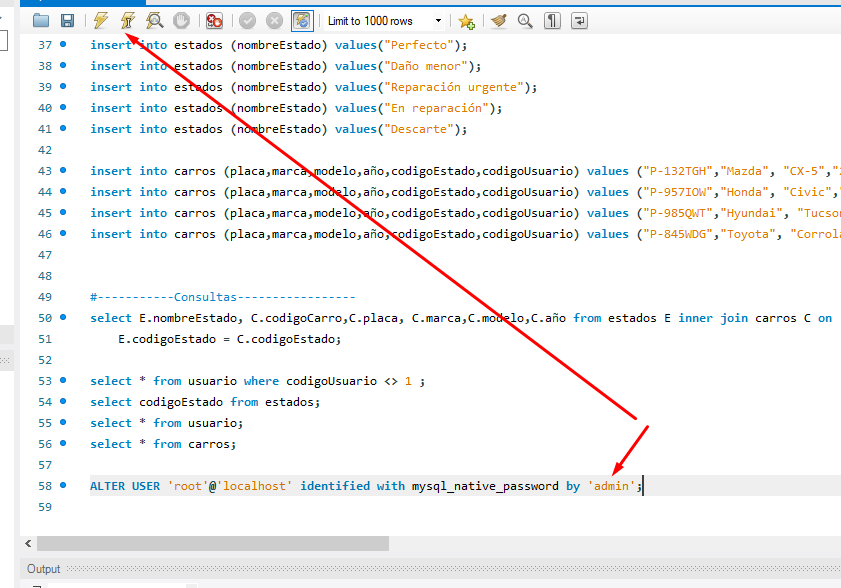 Limit to 1000 rows
37 insert into estados (nombreEstado) values("Perfecto");
38 insert into estados (nombreEstado) values("Daño menor");
39 insert into estados (nombreEstado) values("Reparación urgente");
40 insert into estados (nombreEstado) values("En reparación");
41 insert into estados (nombreEstado) values("Descarte");
42
43 insert into carros (placa,marca,modelo,año,codigoEstado,codigoUsuario) values ("P-132TGH","Mazda", "CX-5","
44 insert into carros (placa,marca,modelo,año,codigoEstado,codigoUsuario) values ("P-957IOW","Honda", "Civic",
45 insert into carros (placa,marca,modelo,año,codigoEstado,codigoUsuario) values ("P-985QWT","Hyundai", "Tucson
46 insert into carros (placa,marca,modelo,año,codigoEstado,codigoUsuario) values ("P-845WDG","Toyota", "Corrola
47
48
49 #-----------Consultas-----------------
50 select E.nombreEstado, C.codigoCarro,C.placa, C.marca,C.modelo,C.año from estados E inner join carros C on
51 E.codigoEstado = C.codigoEstado;
52
53 select * from usuario where codigoUsuario <> 1 ;
54 select codigoEstado from estados;
55 select * from usuario;
56 select * from carros;
57
58 ALTER USER 'root'@'localhost' identified with mysql_native_password by 'admin';
59
Output